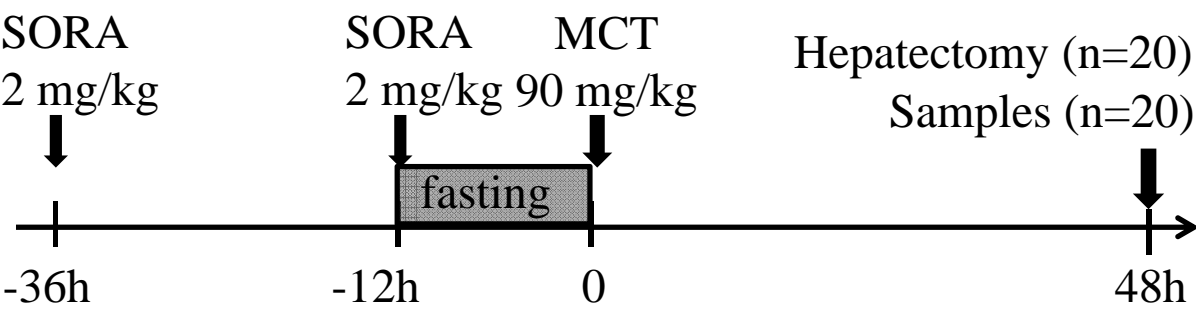 SORA
2 mg/kg
SORA
2 mg/kg
MCT
90 mg/kg
Hepatectomy (n=20)
Samples (n=20)
fasting
-36h
-12h
0
48h